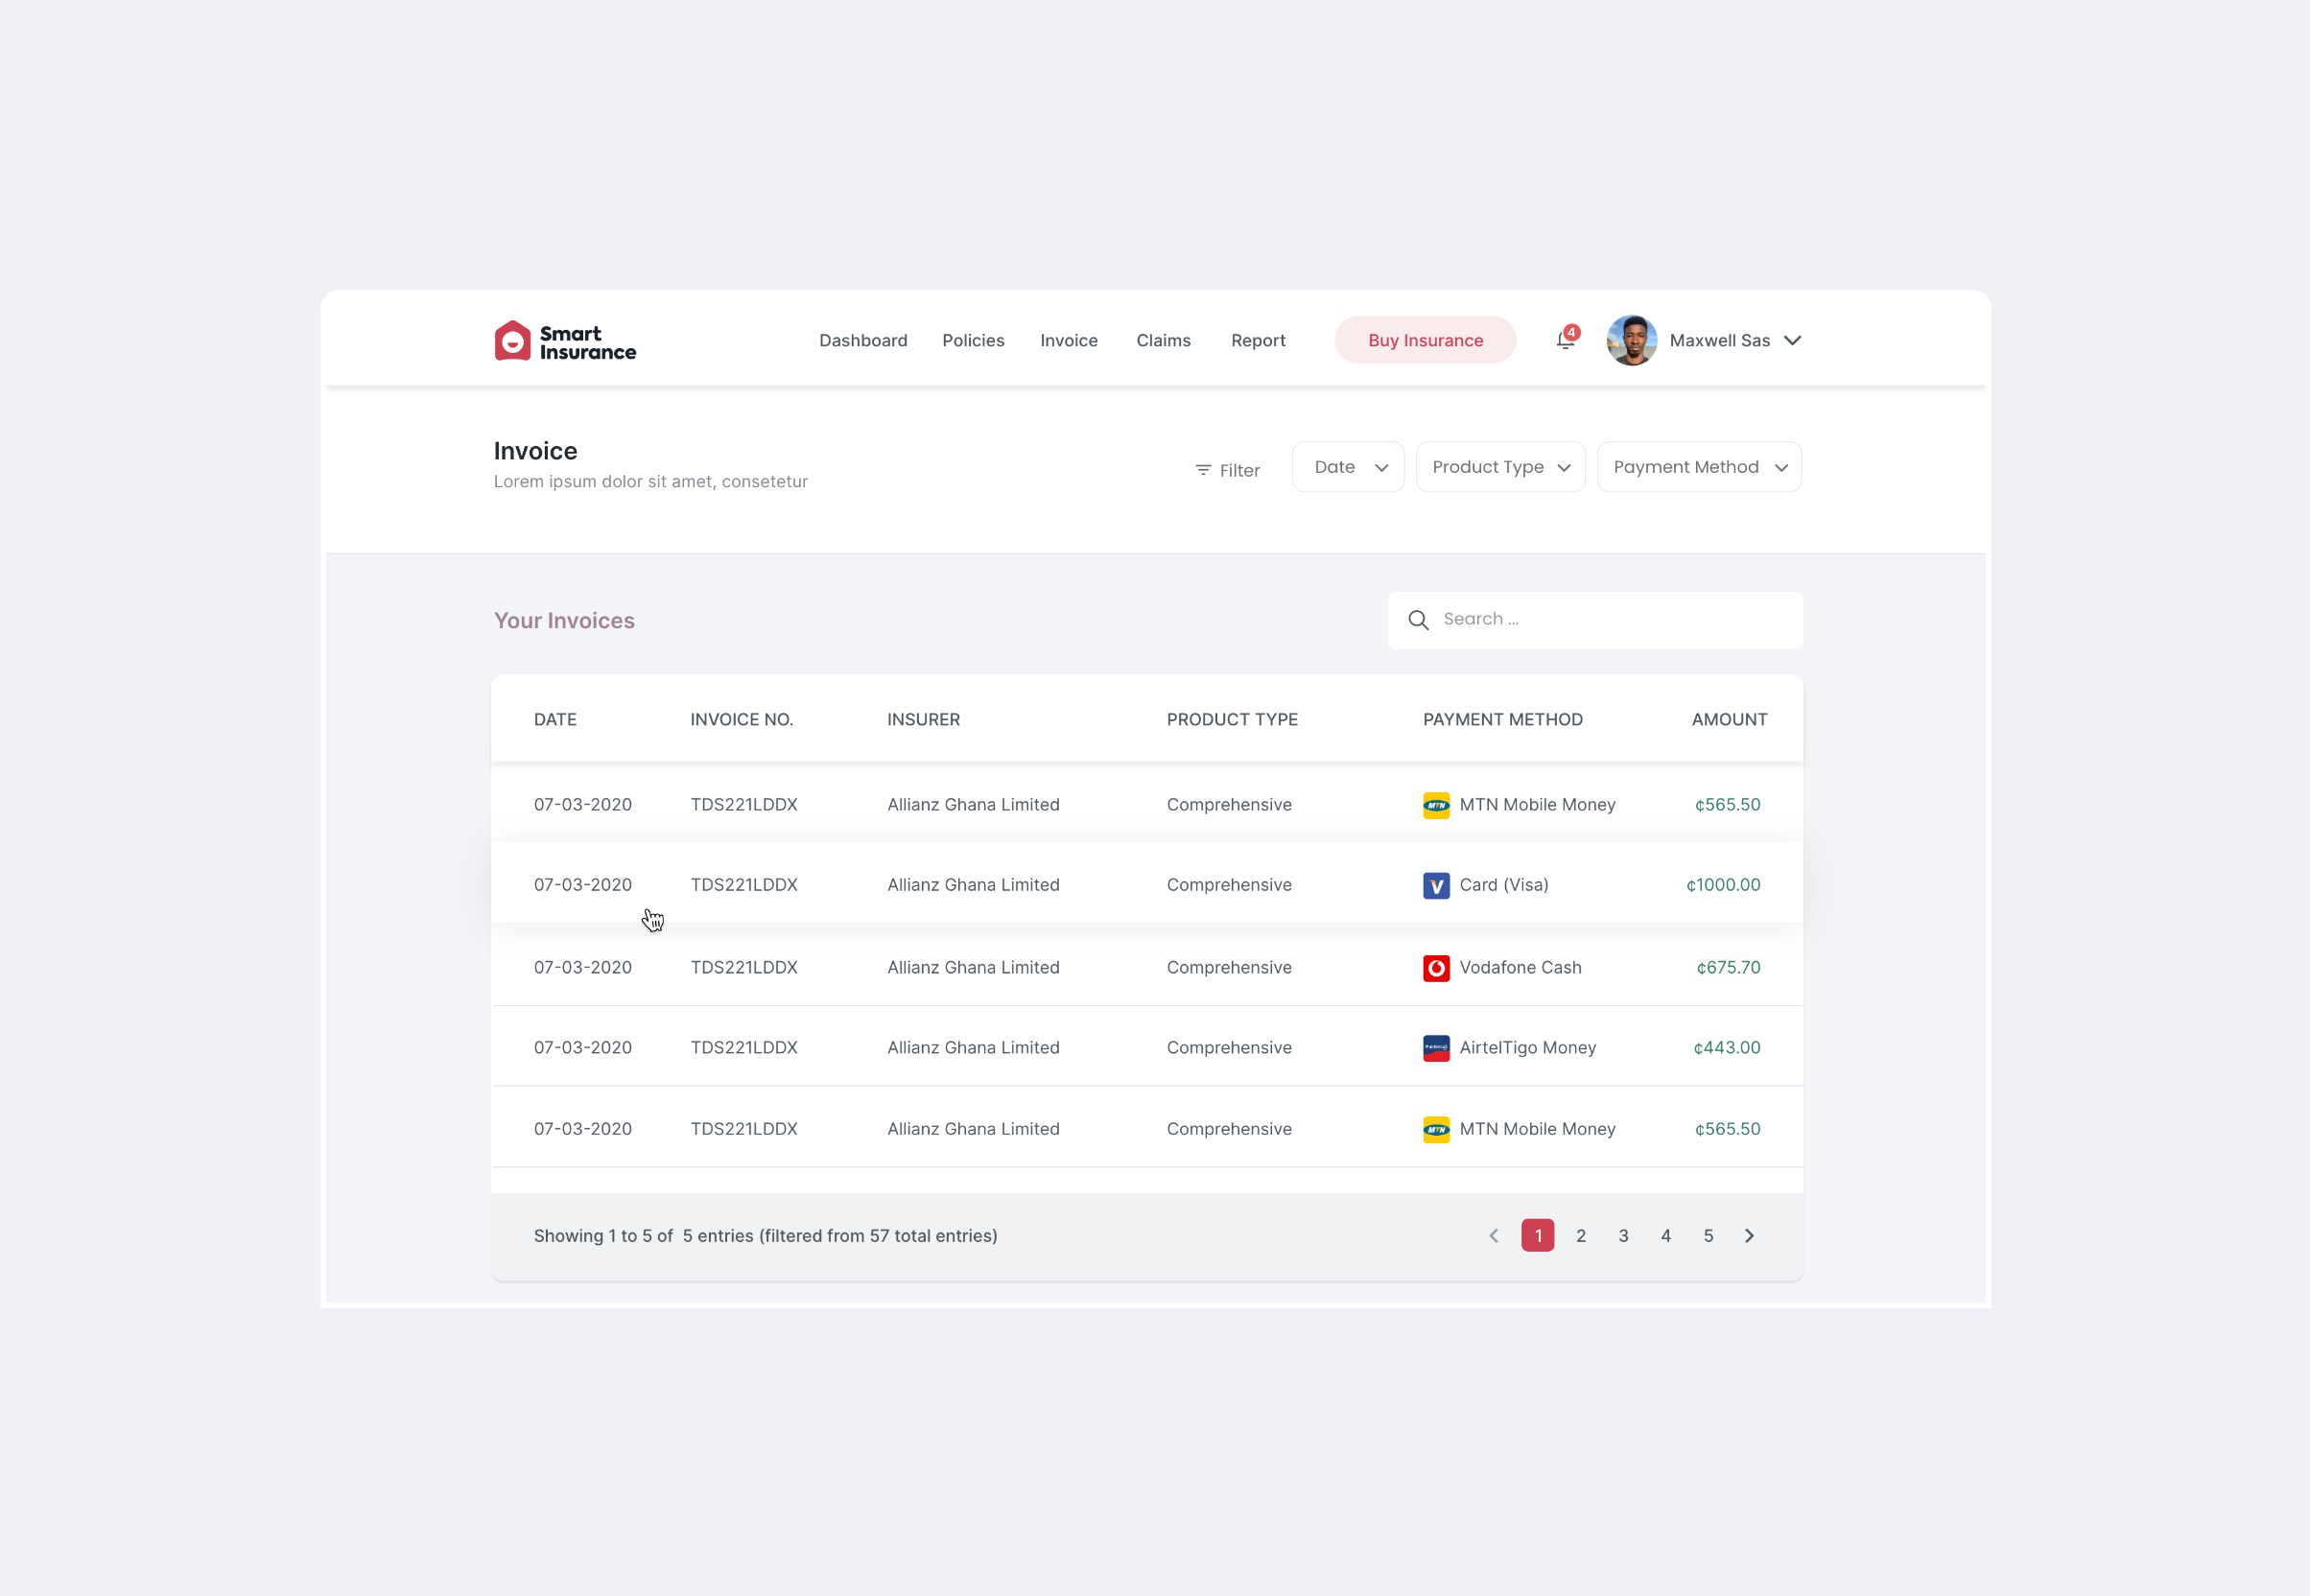 Smart
Insurance
Dashboard Policies Invoice Claims Report Buy Insurance 4 Maxwell Sas
Invoice
Lorem ipsum dolor sit amet, consetetur
Filter Date Product Type Payment Method
Your Invoices
Search ...
DATE INVOICE NO. INSURER PRODUCT TYPE PAYMENT METHOD AMOUNT
07-03-2020 TDS221LDDX Allianz Ghana Limited Comprehensive MTN MTN Mobile Money ¢565.50
07-03-2020 TDS221LDDX Allianz Ghana Limited Comprehensive V Card (Visa) ¢1000.00
07-03-2020 TDS221LDDX Allianz Ghana Limited Comprehensive Vodafone Cash ¢675.70
07-03-2020 TDS221LDDX Allianz Ghana Limited Comprehensive AirtelTigo Money ¢443.00
07-03-2020 TDS221LDDX Allianz Ghana Limited Comprehensive MTN MTN Mobile Money ¢565.50
Showing 1 to 5 of 5 entries (filtered from 57 total entries) 1 2 3 4 5